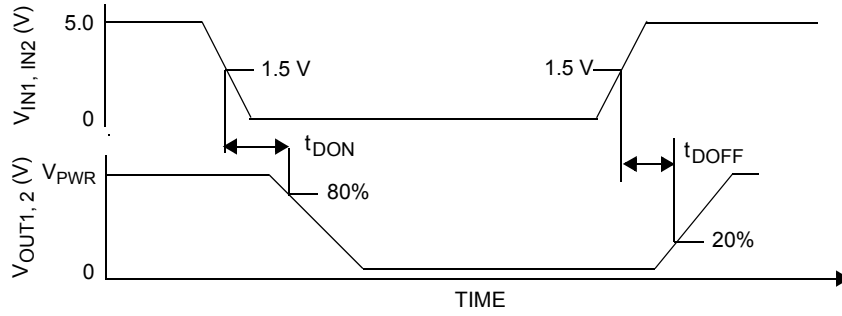 V_IN1, IN2 (V)
5.0
1.5 V
1.5 V
0
t_DON
t_DOFF
V_OUT1, 2 (V)
V_PWR
80%
20%
0
TIME